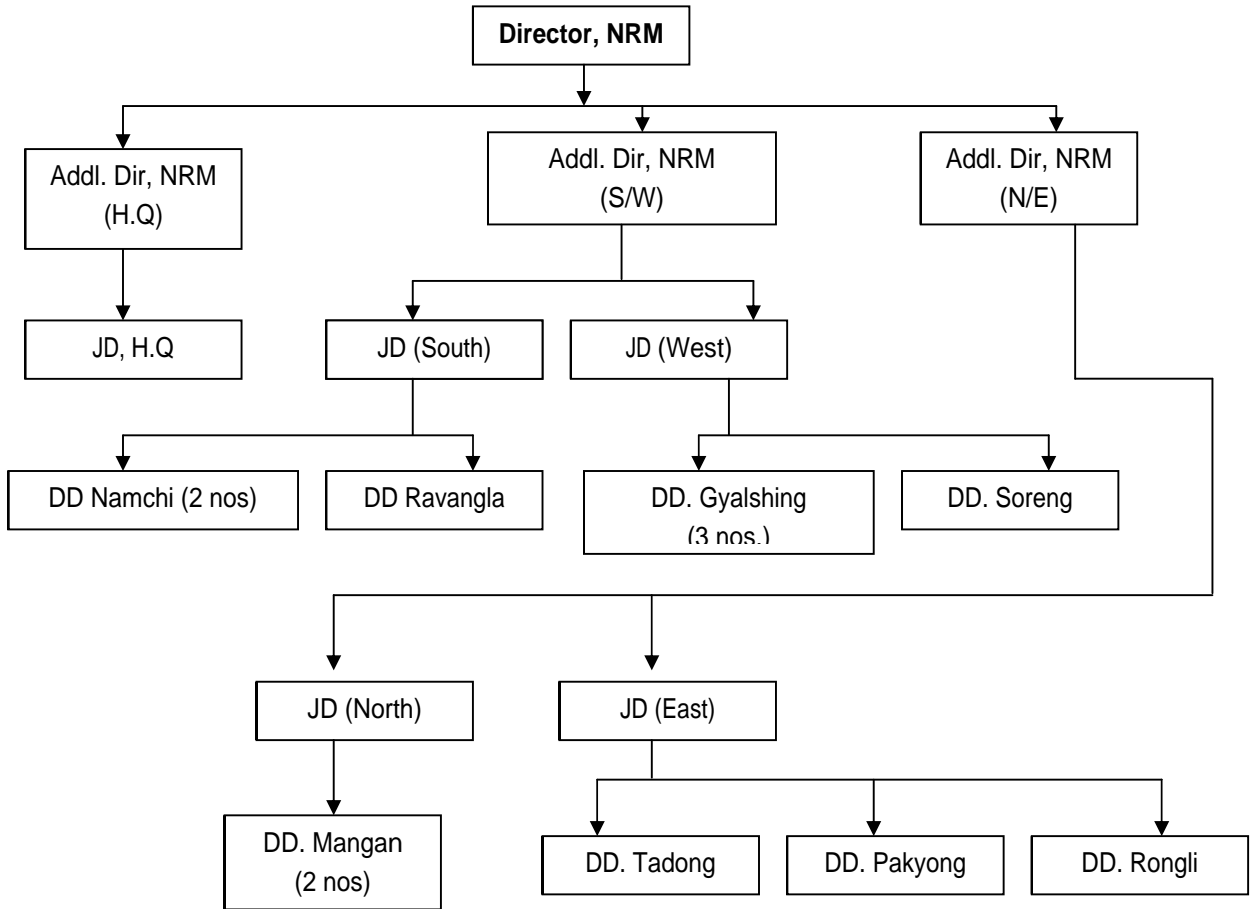 Director, NRM
Addl. Dir, NRM
(H.Q)
Addl. Dir, NRM
(S/W)
Addl. Dir, NRM
(N/E)
JD, H.Q
JD (South)
JD (West)
DD Namchi (2 nos)
DD Ravangla
DD. Gyalshing
(3 nos.)
DD. Soreng
JD (North)
JD (East)
DD. Mangan
(2 nos)
DD. Tadong
DD. Pakyong
DD. Rongli